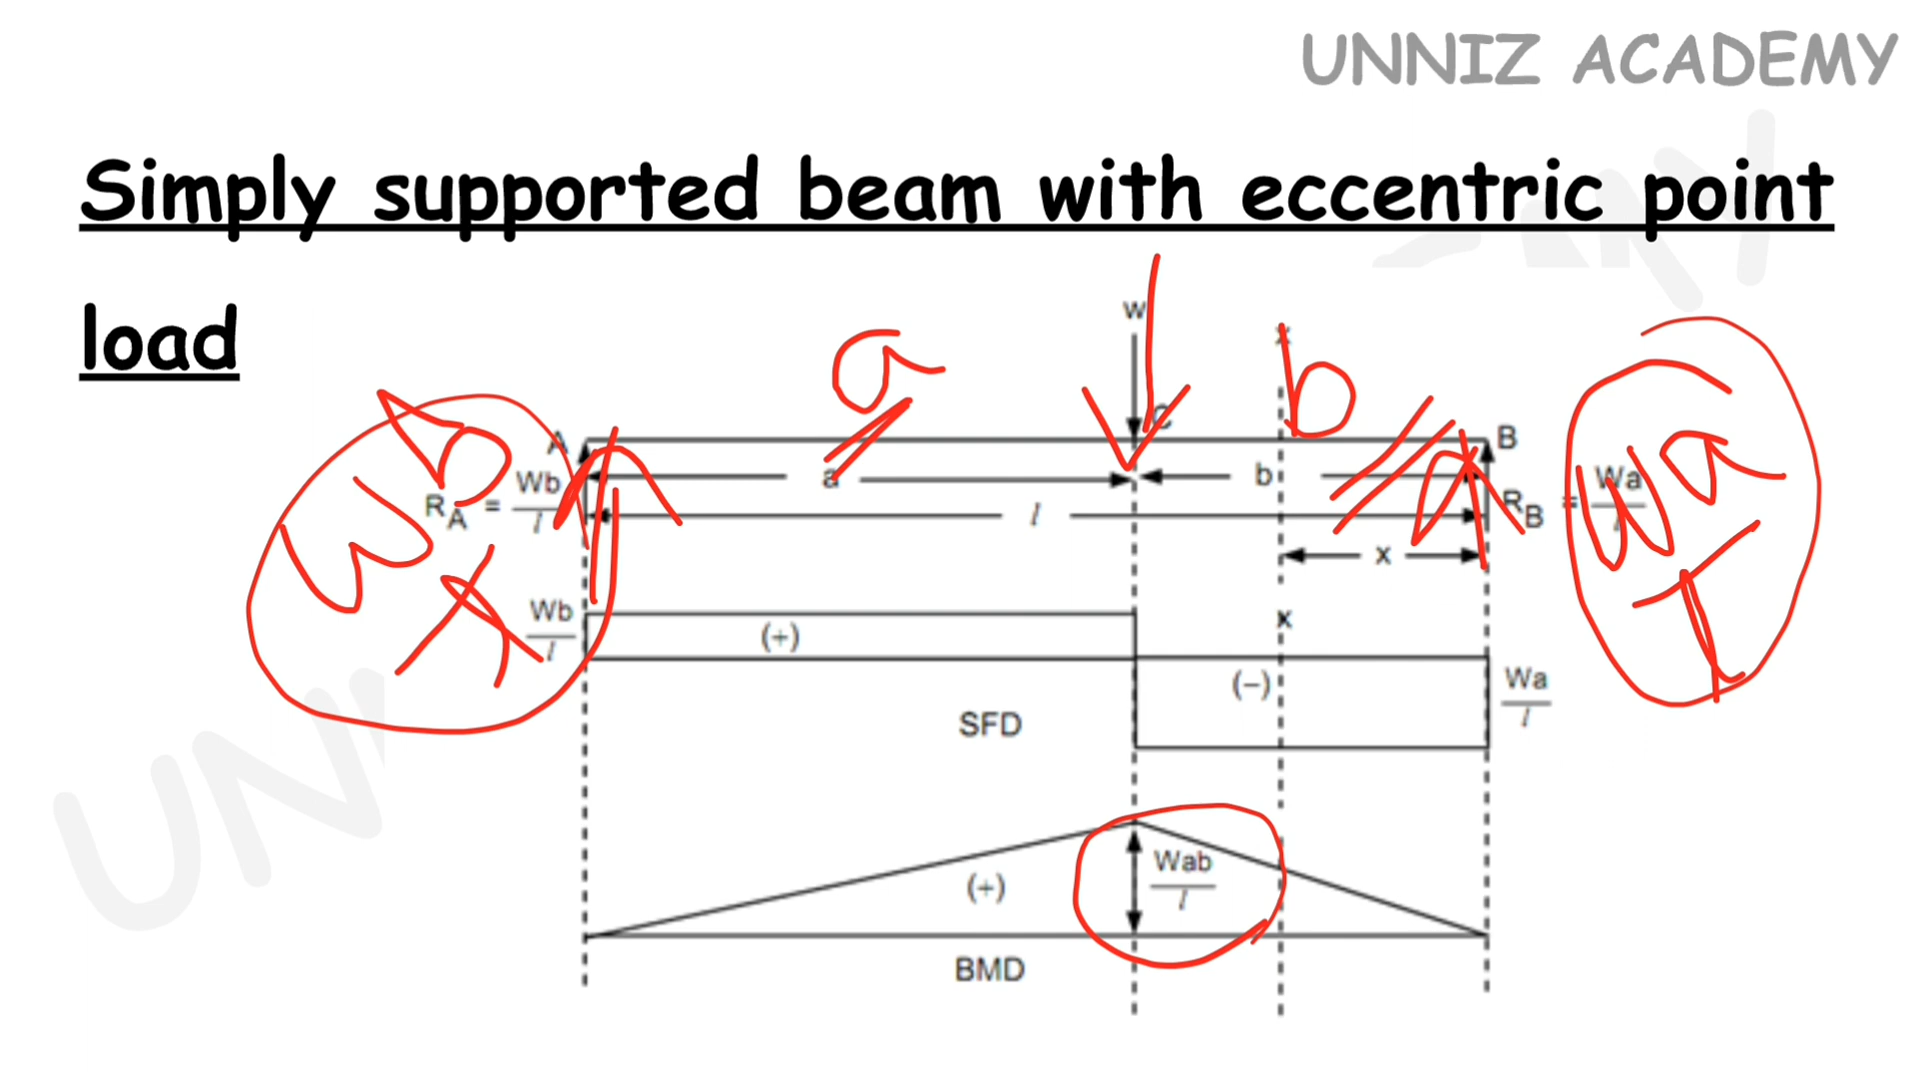 UNNIZ ACADEMY
Simply supported beam with eccentric point
load
w
x
a
b
A
C
B
Wb
a
b
Wa
R_A = Wb/l
l
R_B = Wa/l
x
Wb/l
(+)
x
(−)
Wa/l
SFD
Wab/l
(+)
BMD
UN